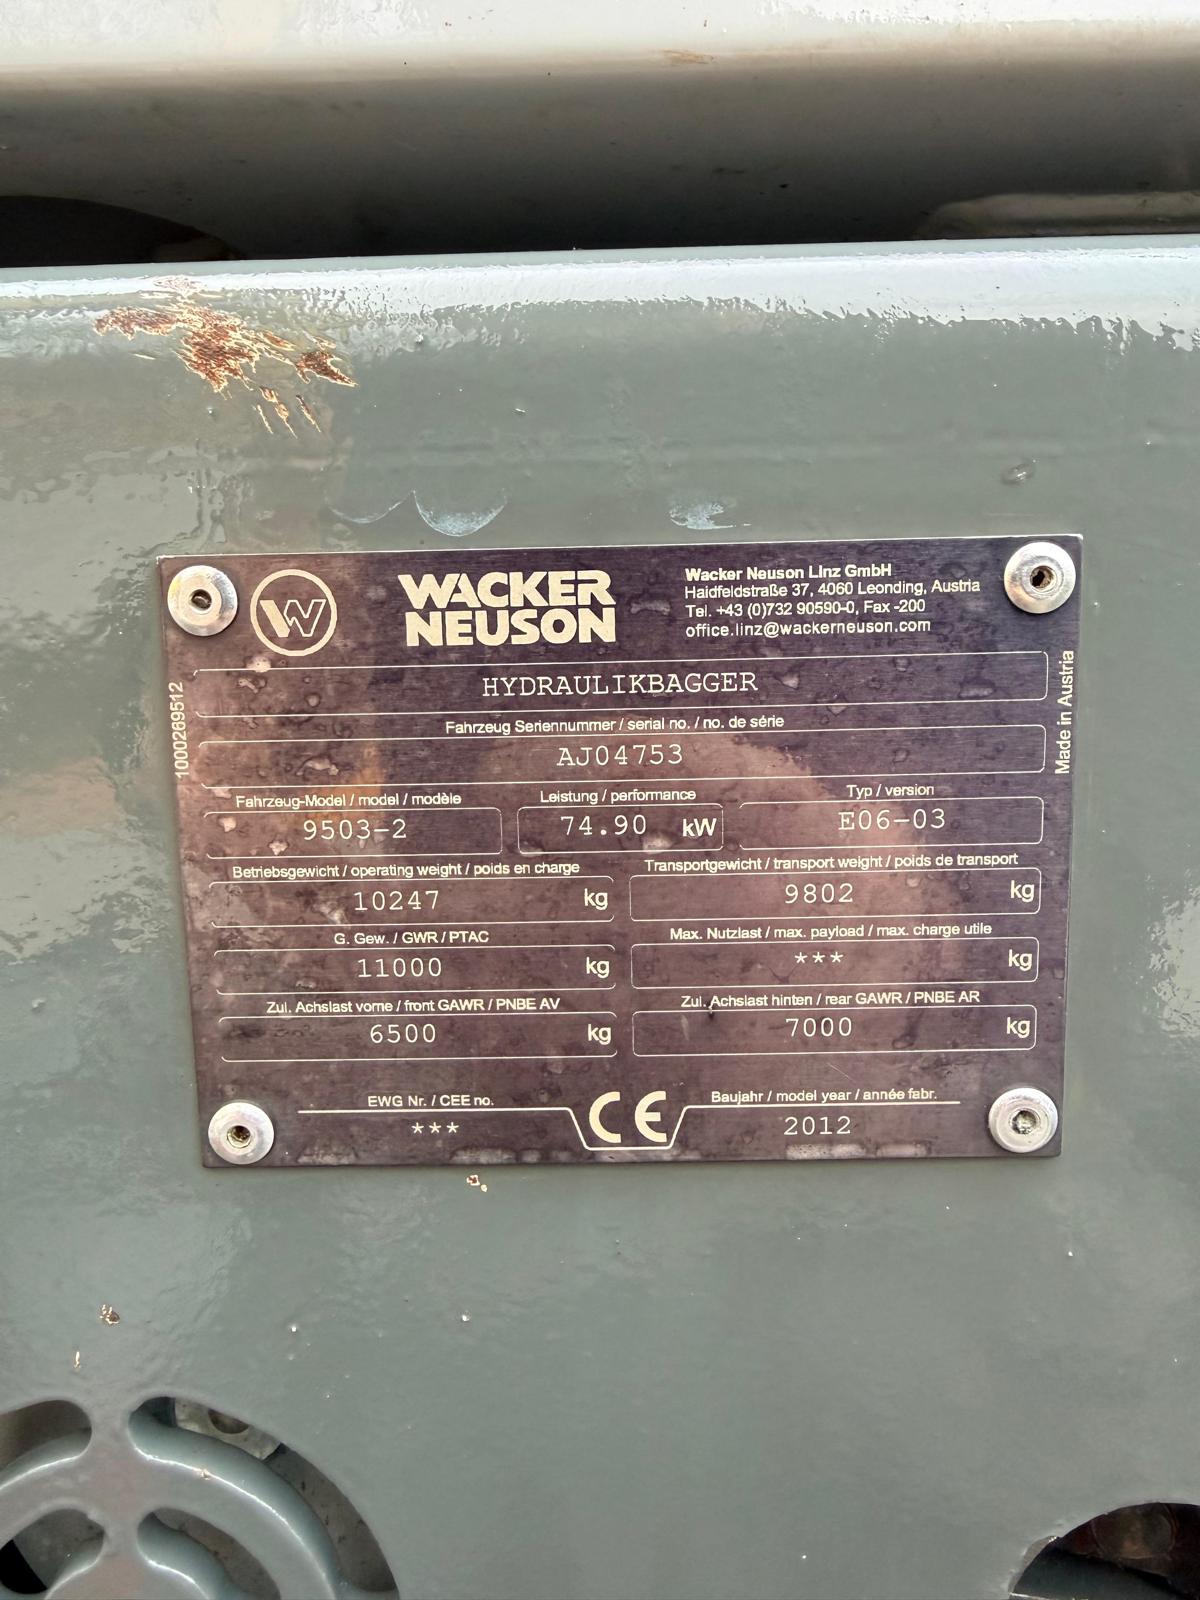 W
WACKER
NEUSON
Wacker Neuson Linz GmbH
Haidfeldstraße 37, 4060 Leonding, Austria
Tel. +43 (0)732 90590-0, Fax -200
office.linz@wackerneuson.com
HYDRAULIKBAGGER
1000289512
Made in Austria
Fahrzeug Seriennummer / serial no. / no. de série
AJ04753
Fahrzeug-Model / model / modèle
9503-2
Leistung / performance
74.90 kW
Typ / version
E06-03
Betriebsgewicht / operating weight / poids en charge
10247 kg
Transportgewicht / transport weight / poids de transport
9802 kg
G. Gew. / GWR / PTAC
11000 kg
Max. Nutzlast / max. payload / max. charge utile
*** kg
Zul. Achslast vorne / front GAWR / PNBE AV
6500 kg
Zul. Achslast hinten / rear GAWR / PNBE AR
7000 kg
EWG Nr. / CEE no.
***
CE
Baujahr / model year / année fabr.
2012